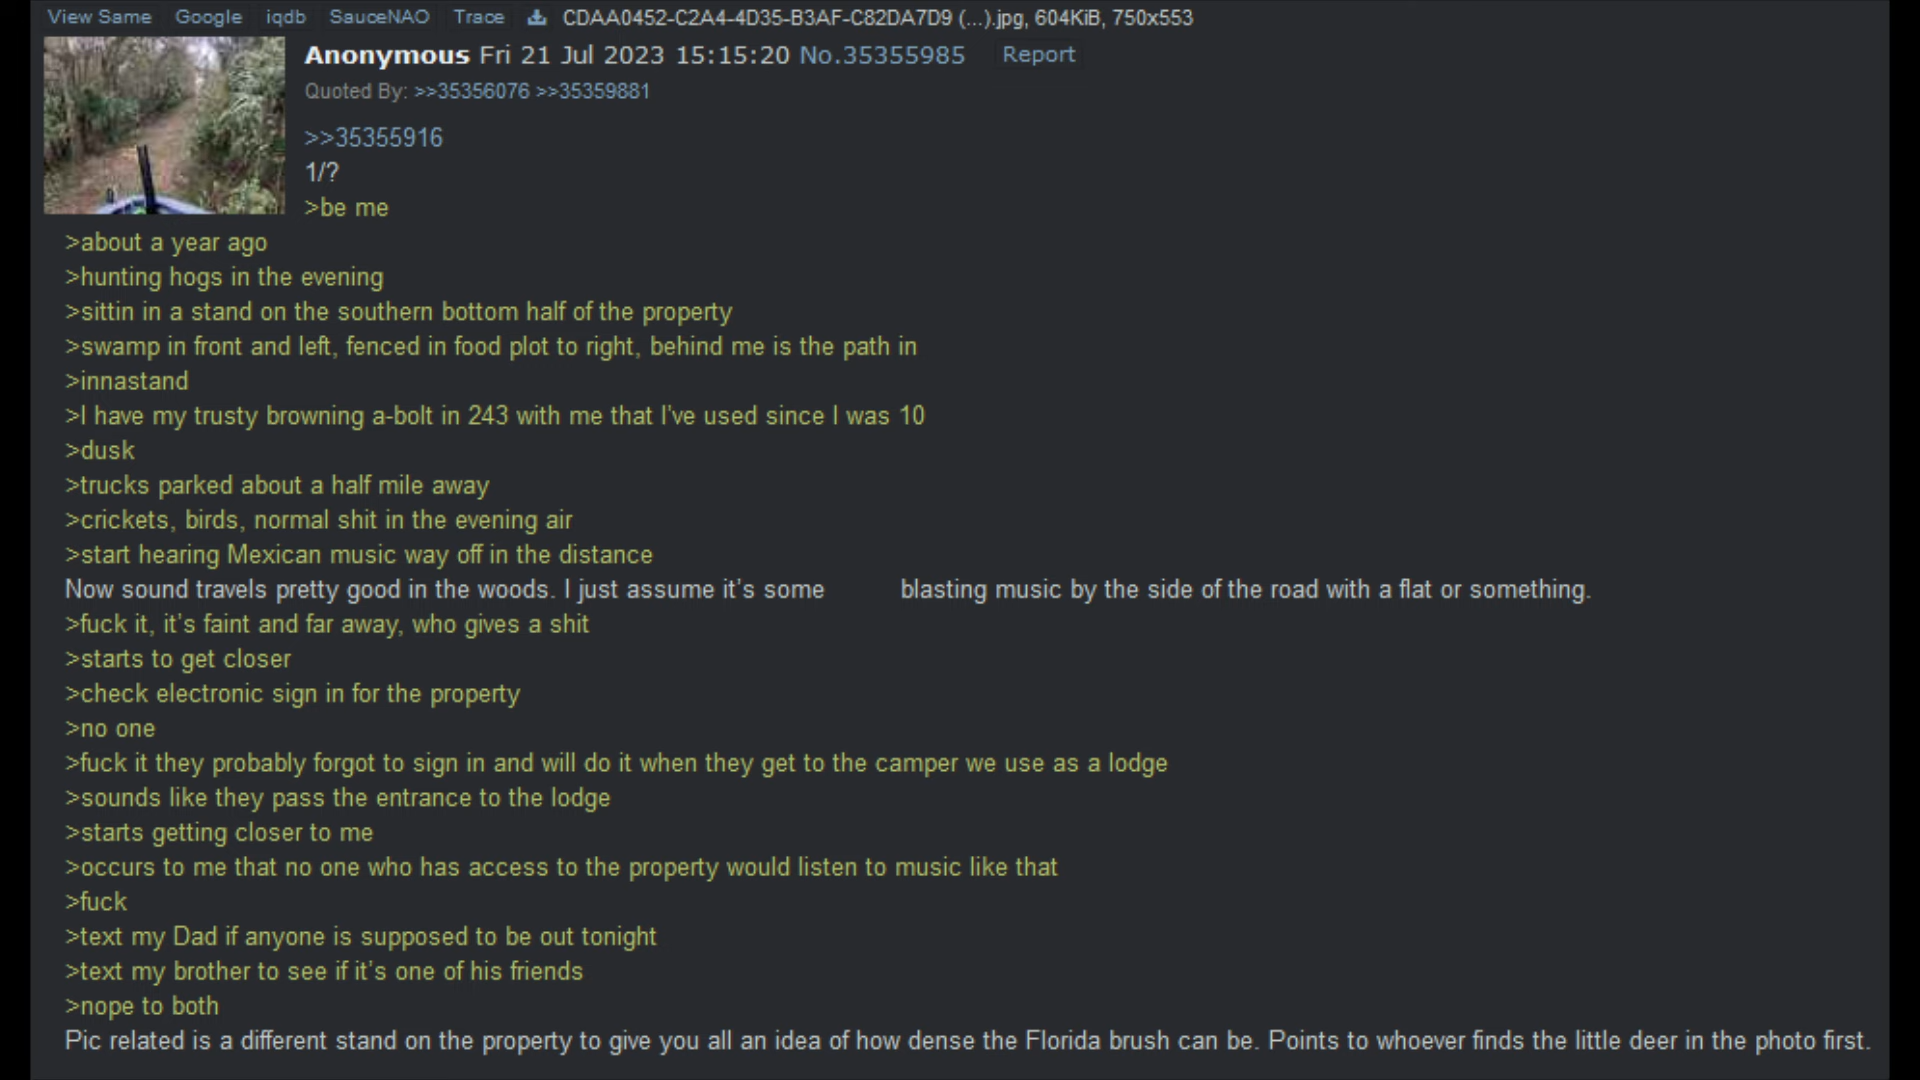 View Same Google iqdb SauceNAO Trace CDAA0452-C2A4-4D35-B3AF-C82DA7D9 (...).jpg, 604KiB, 750x553
Anonymous Fri 21 Jul 2023 15:15:20 No.35355985 Report
Quoted By: >>35356076 >>35359881
>>35355916
1/?
>be me
>about a year ago
>hunting hogs in the evening
>sittin in a stand on the southern bottom half of the property
>swamp in front and left, fenced in food plot to right, behind me is the path in
>innastand
>I have my trusty browning a-bolt in 243 with me that I've used since I was 10
>dusk
>trucks parked about a half mile away
>crickets, birds, normal shit in the evening air
>start hearing Mexican music way off in the distance
Now sound travels pretty good in the woods. I just assume it's some blasting music by the side of the road with a flat or something.
>fuck it, it's faint and far away, who gives a shit
>starts to get closer
>check electronic sign in for the property
>no one
>fuck it they probably forgot to sign in and will do it when they get to the camper we use as a lodge
>sounds like they pass the entrance to the lodge
>starts getting closer to me
>occurs to me that no one who has access to the property would listen to music like that
>fuck
>text my Dad if anyone is supposed to be out tonight
>text my brother to see if it's one of his friends
>nope to both
Pic related is a different stand on the property to give you all an idea of how dense the Florida brush can be. Points to whoever finds the little deer in the photo first.